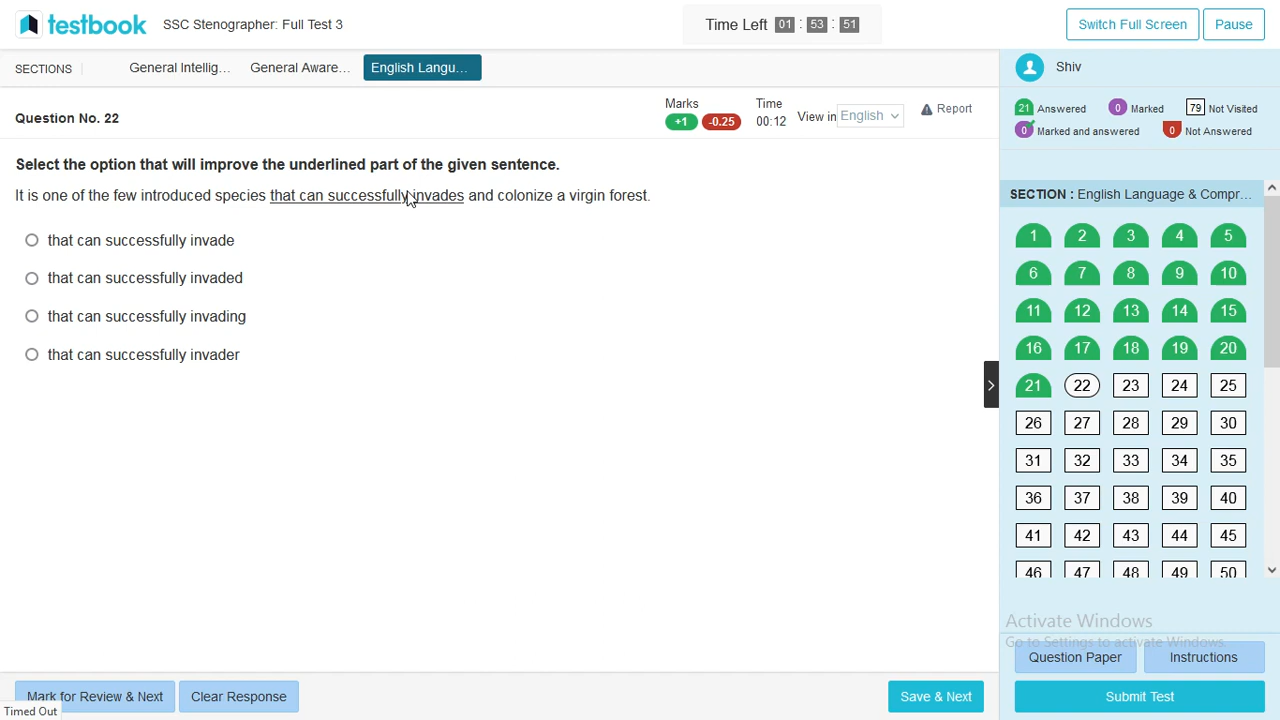 testbook SSC Stenographer: Full Test 3 Time Left 01 : 53 : 51 Switch Full Screen Pause
SECTIONS General Intellig... General Aware... English Langu... Shiv
Question No. 22 Marks +1 -0.25 Time 00:12 View in English Report
21 Answered 0 Marked 79 Not Visited
0 Marked and answered 0 Not Answered
Select the option that will improve the underlined part of the given sentence.
It is one of the few introduced species that can successfully invades and colonize a virgin forest.
that can successfully invade
that can successfully invaded
that can successfully invading
that can successfully invader
SECTION : English Language & Compr...
1 2 3 4 5
6 7 8 9 10
11 12 13 14 15
16 17 18 19 20
21 22 23 24 25
26 27 28 29 30
31 32 33 34 35
36 37 38 39 40
41 42 43 44 45
46 47 48 49 50
Activate Windows
Go to Settings to activate Windows.
Question Paper Instructions
Mark for Review & Next Clear Response Save & Next Submit Test
Timed Out